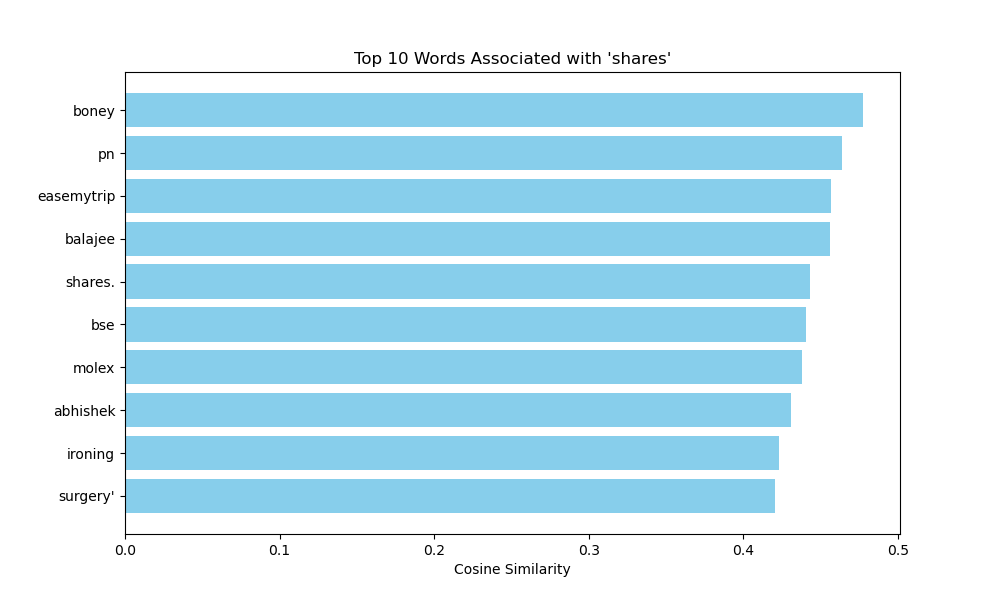 Top 10 Words Associated with 'shares'
boney
pn
easemytrip
balajee
shares.
bse
molex
abhishek
ironing
surgery'
0.0 0.1 0.2 0.3 0.4 0.5
Cosine Similarity